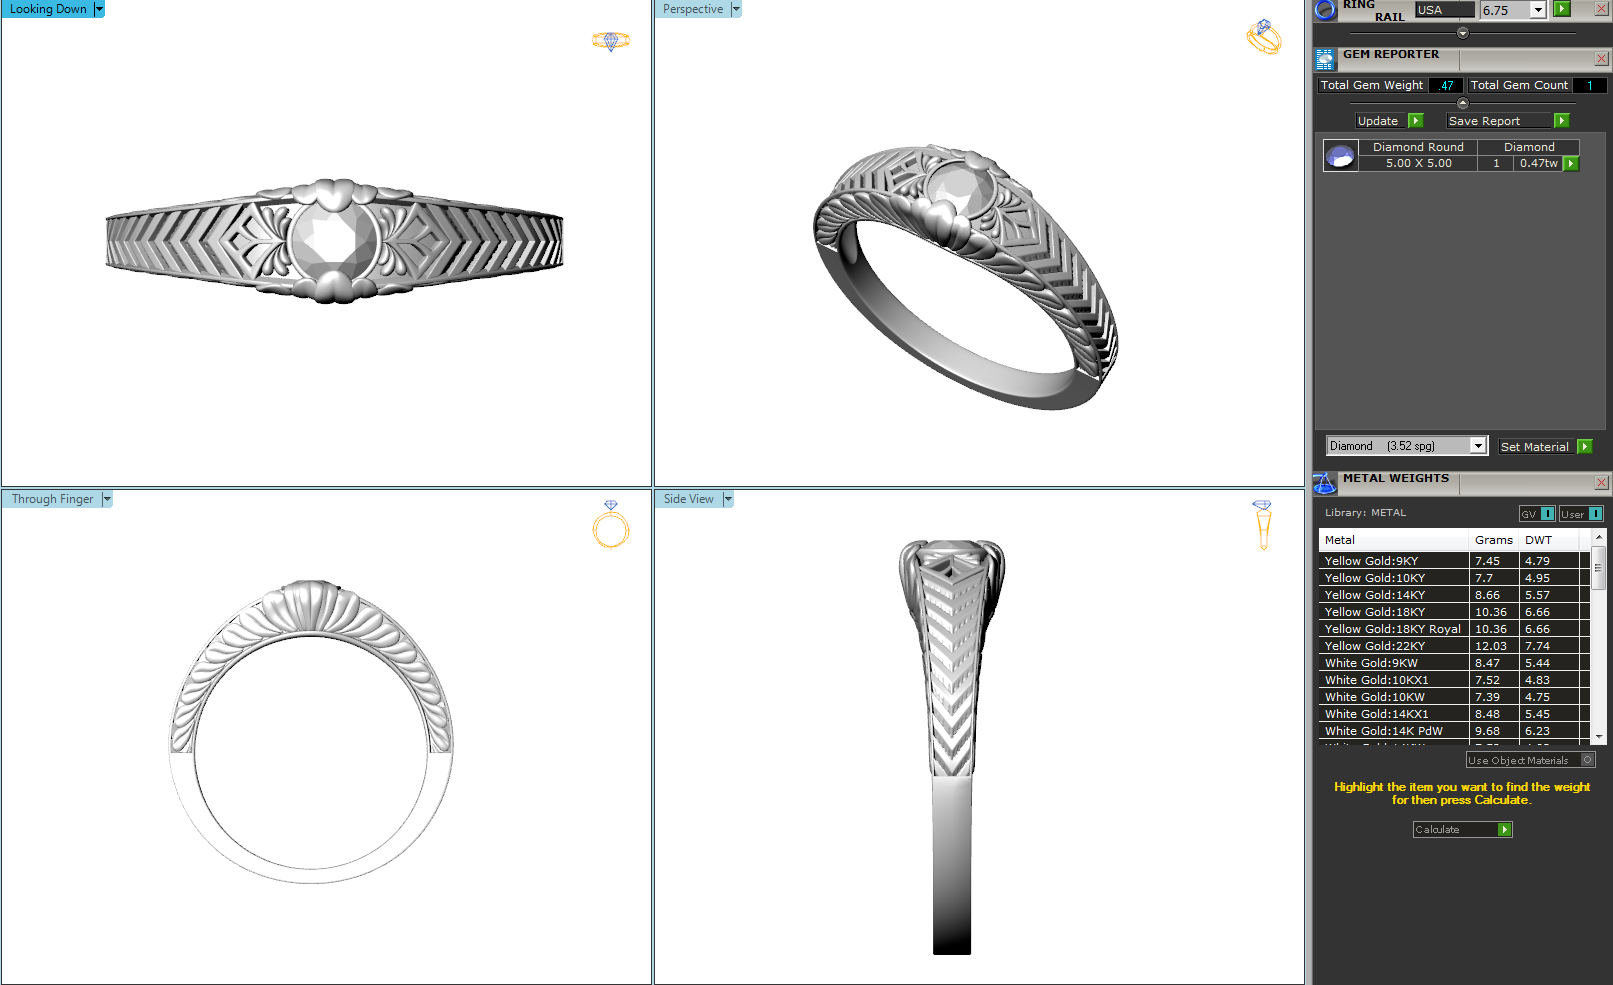 Looking Down
Perspective
Through Finger
Side View
RING
RAIL
USA
6.75
GEM REPORTER
Total Gem Weight .47 Total Gem Count 1
Update Save Report
Diamond Round Diamond
5.00 X 5.00 1 0.47tw
Diamond (3.52 spg) Set Material
METAL WEIGHTS
Library: METAL GV User
Metal Grams DWT
Yellow Gold:9KY 7.45 4.79
Yellow Gold:10KY 7.7 4.95
Yellow Gold:14KY 8.66 5.57
Yellow Gold:18KY 10.36 6.66
Yellow Gold:18KY Royal 10.36 6.66
Yellow Gold:22KY 12.03 7.74
White Gold:9KW 8.47 5.44
White Gold:10KX1 7.52 4.83
White Gold:10KW 7.39 4.75
White Gold:14KX1 8.48 5.45
White Gold:14K PdW 9.68 6.23
Use Object Materials
Highlight the item you want to find the weight
for then press Calculate.
Calculate